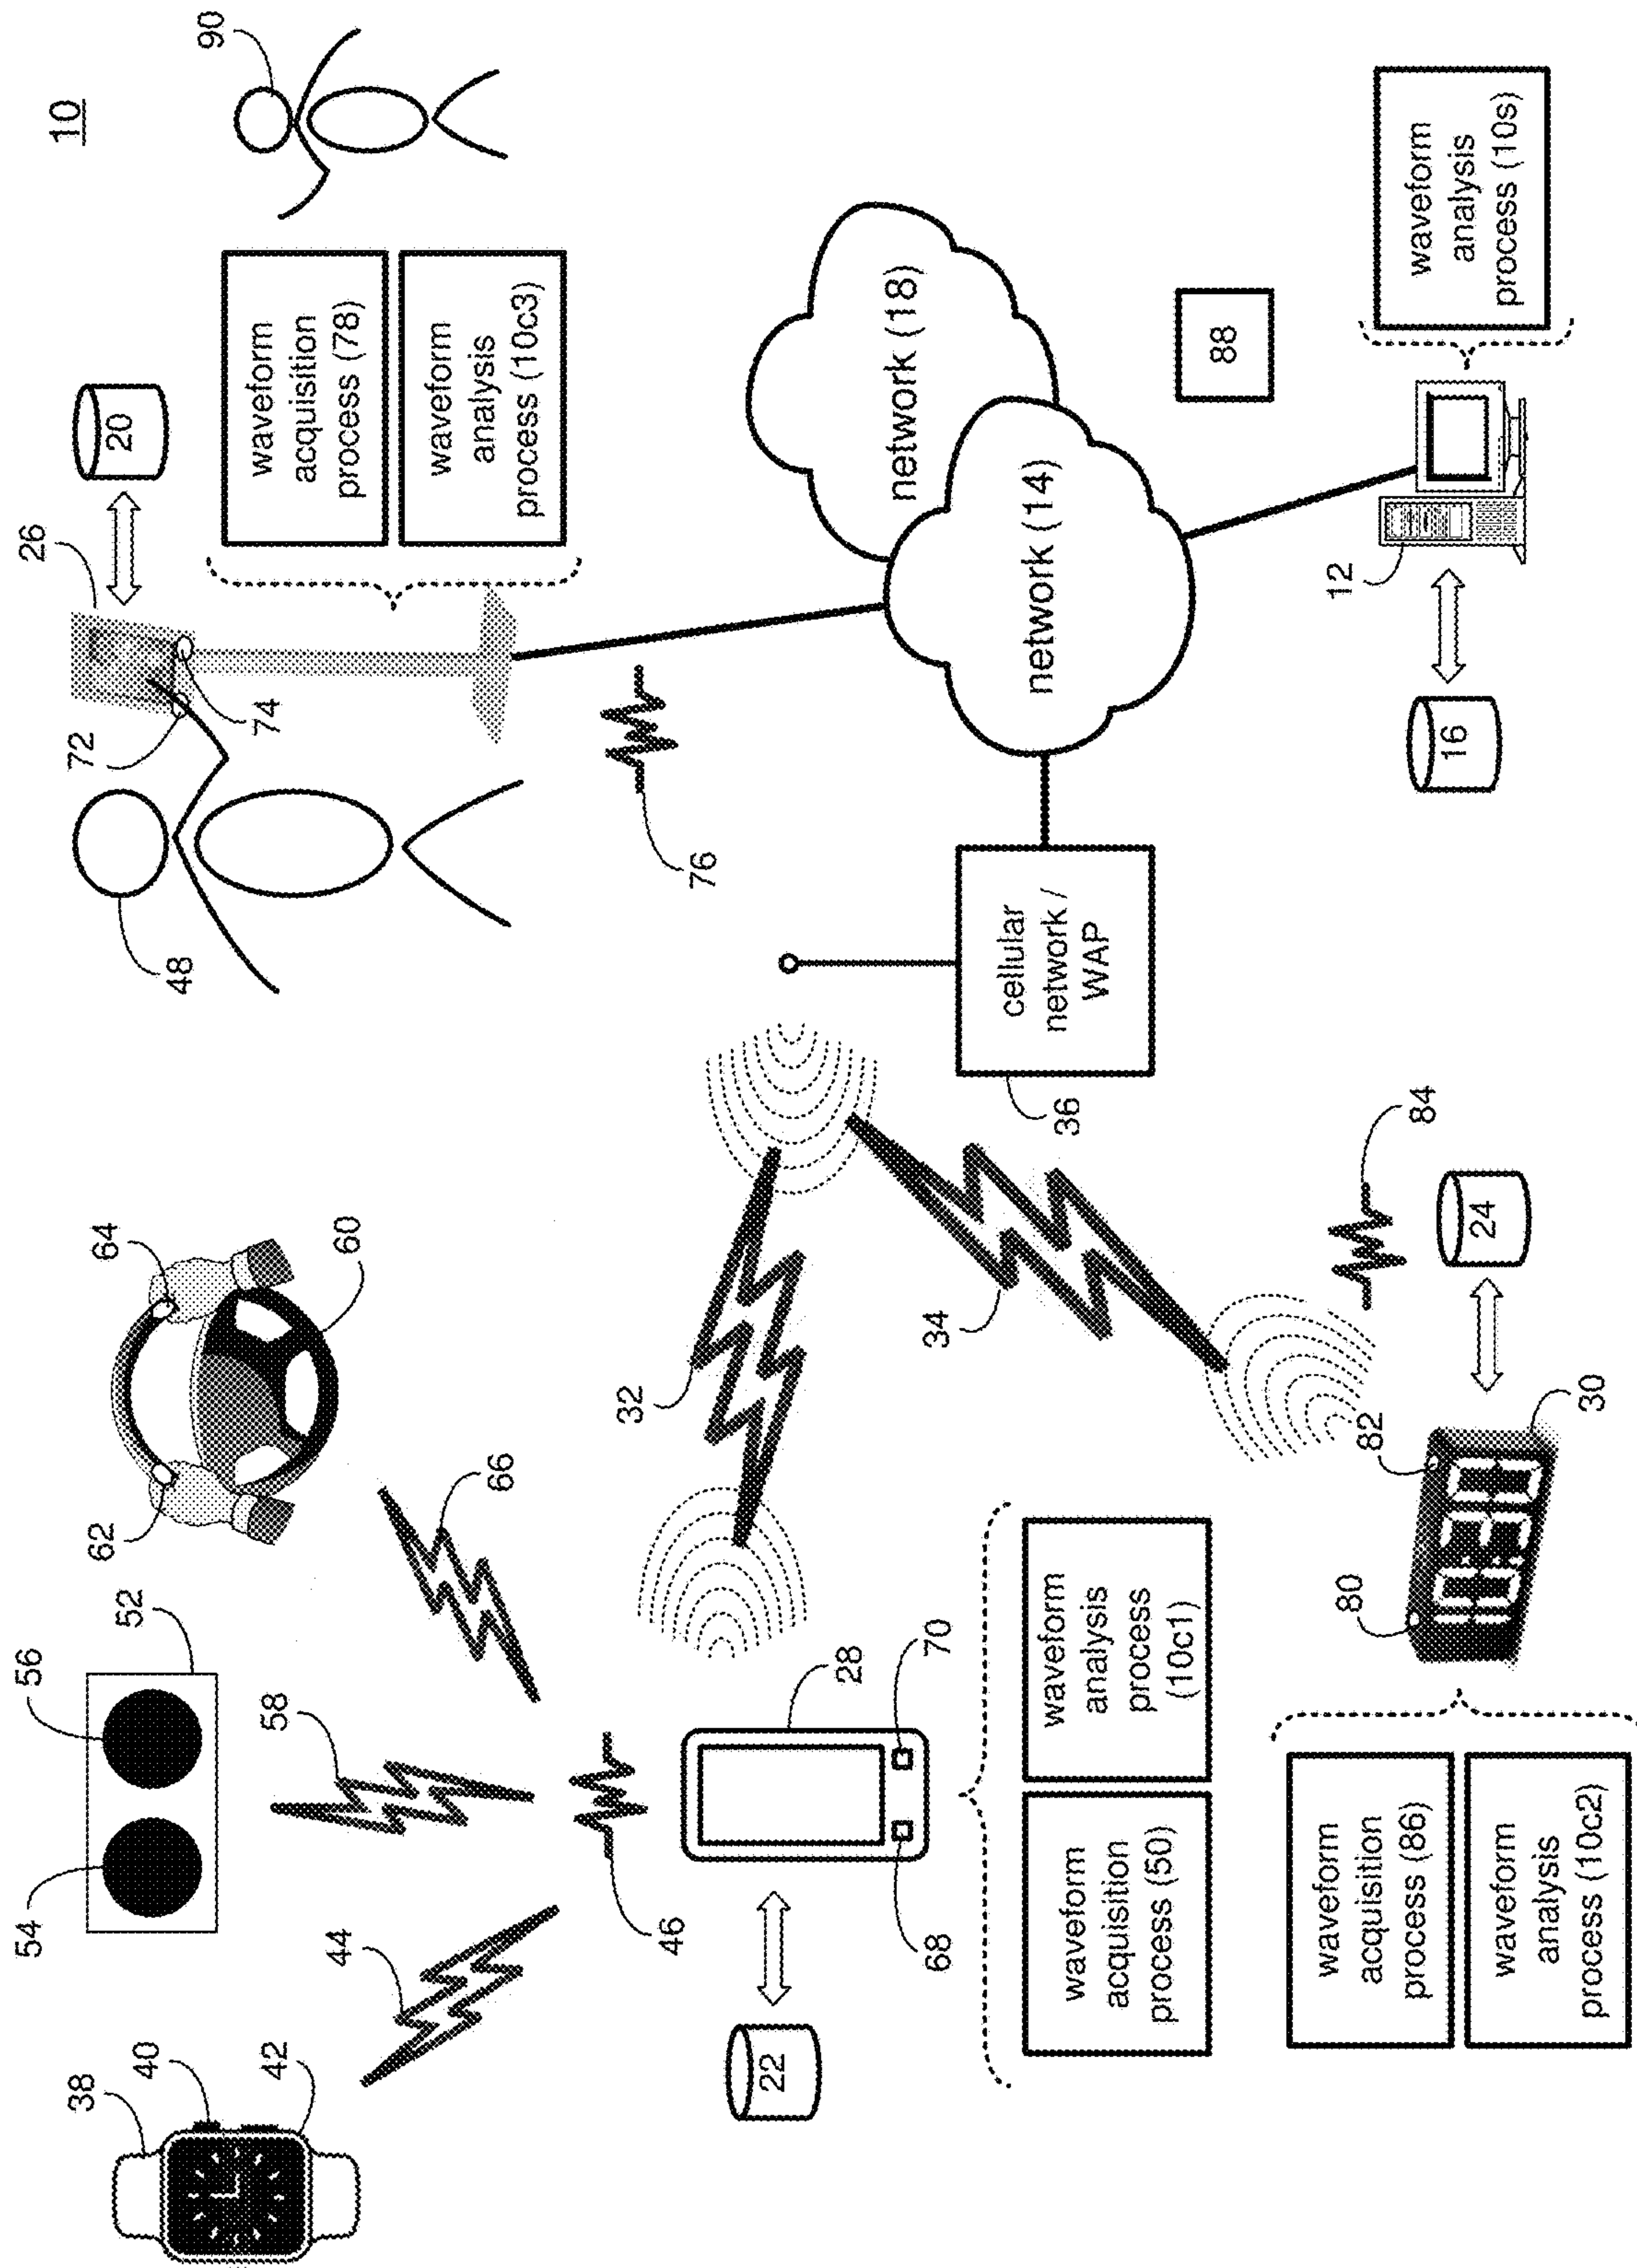 10
38
40
42
44
54
56
52
58
62
64
60
66
48
72
26
74
20
90
waveform
acquisition
process (78)
waveform
analysis
process (10c3)
76
46
32
34
22
28
68
70
cellular
network /
WAP
36
network (18)
network (14)
88
waveform
acquisition
process (50)
waveform
analysis
process
(10c1)
waveform
acquisition
process (86)
waveform
analysis
process (10c2)
80
82
10:30
30
24
84
16
12
waveform
analysis
process (10s)